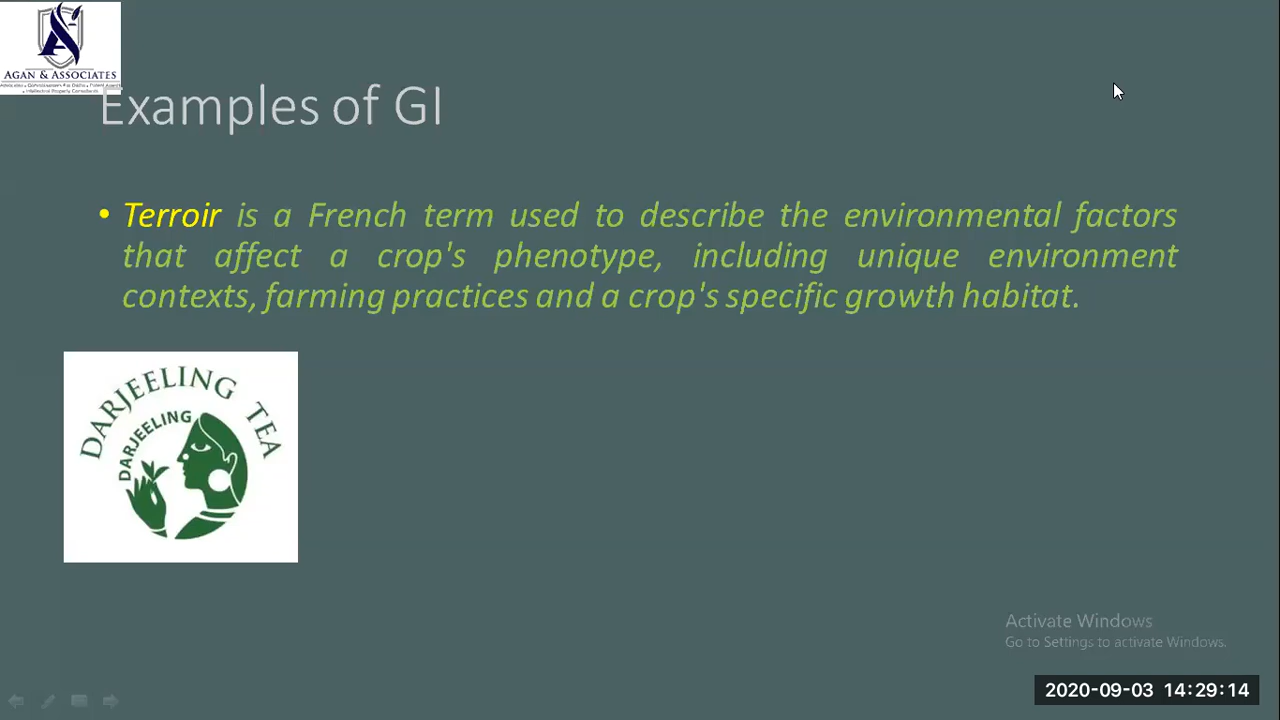 AGAN & ASSOCIATES
Examples of GI
• Terroir is a French term used to describe the environmental factors
that affect a crop's phenotype, including unique environment
contexts, farming practices and a crop's specific growth habitat.
DARJEELING TEA
DARJEELING
Activate Windows
Go to Settings to activate Windows.
2020-09-03 14:29:14